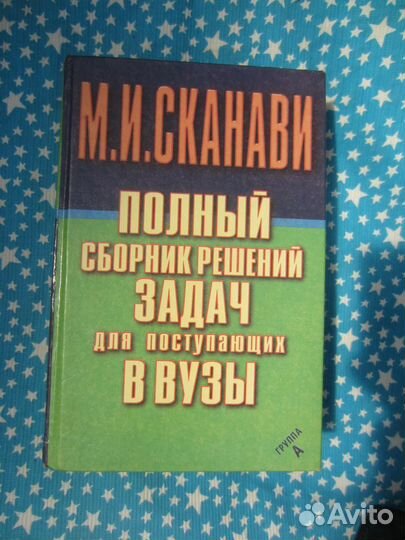 М.И.СКАНАВИ
ПОЛНЫЙ
СБОРНИК РЕШЕНИЙ
ЗАДАЧ
для поступающих
В ВУЗЫ
ГРУППА
А
Avito